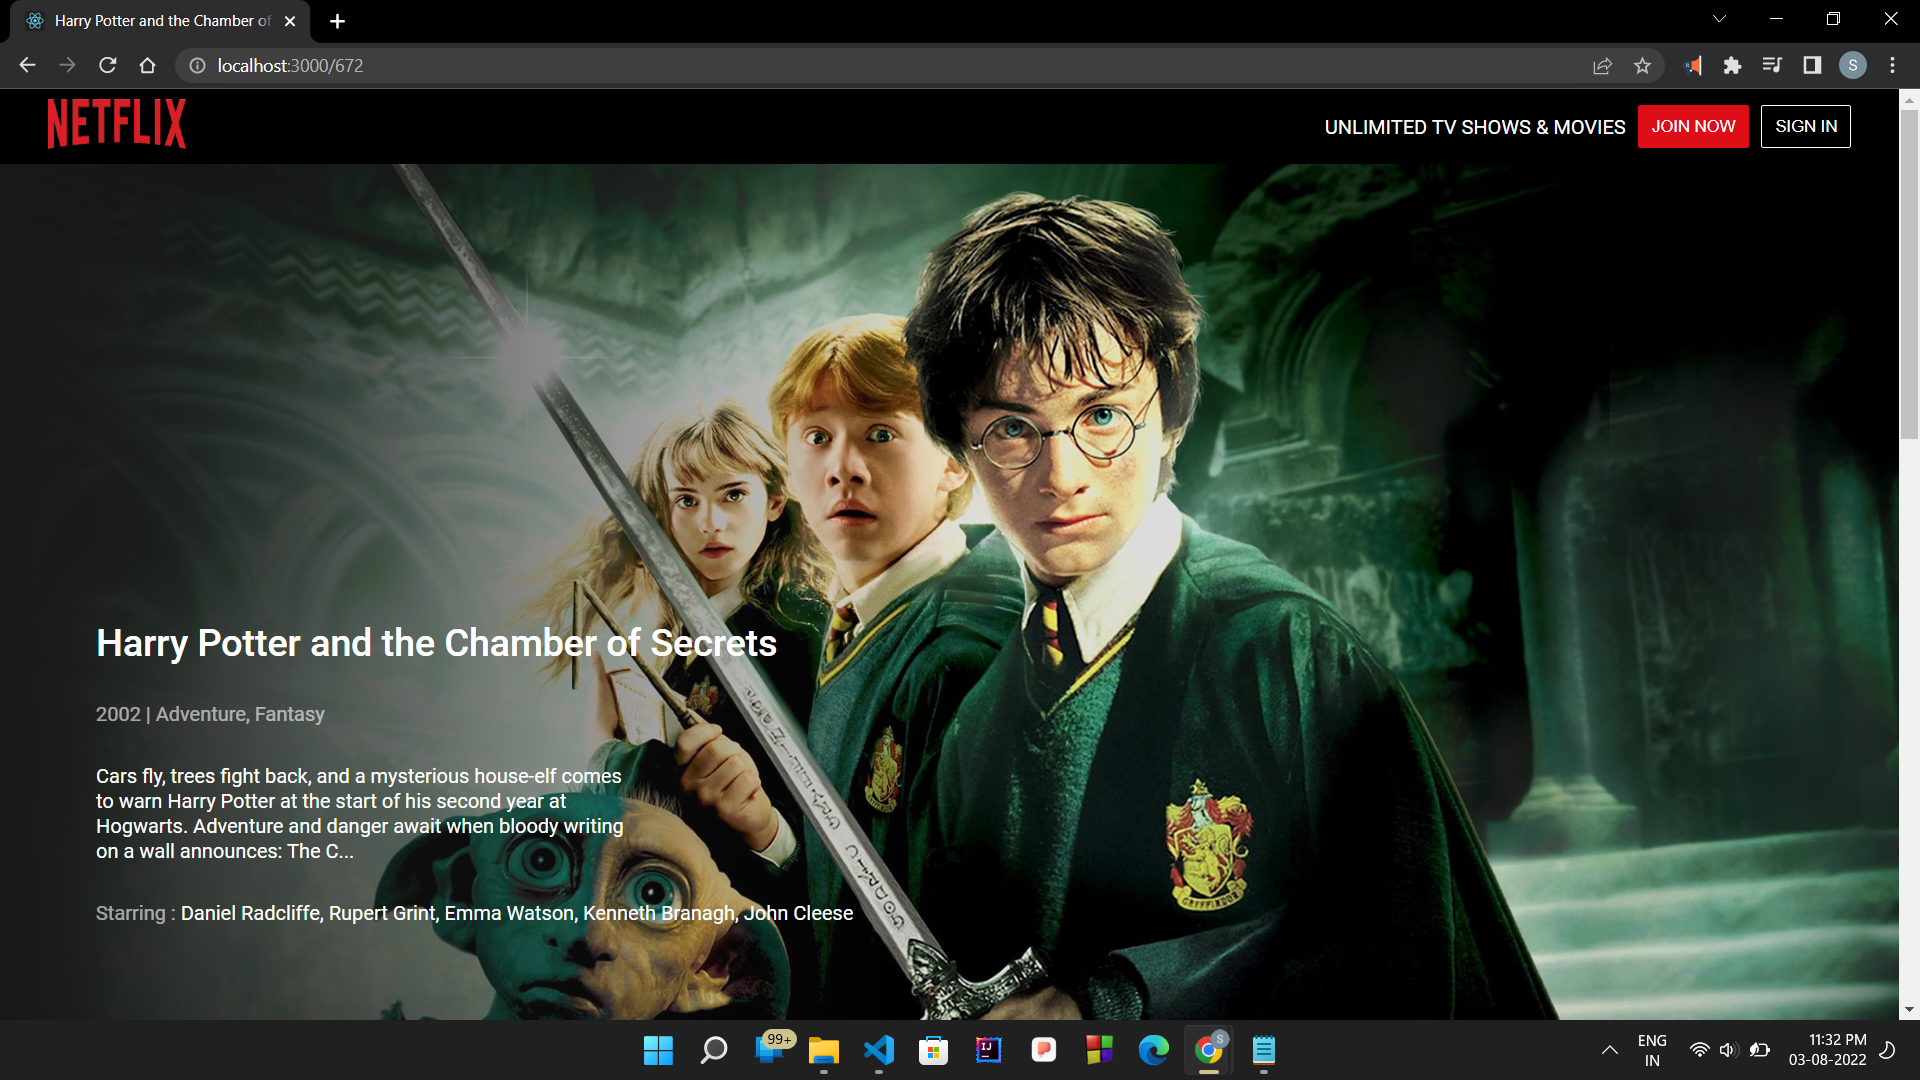 Harry Potter and the Chamber of
localhost:3000/672
S
NETFLIX
UNLIMITED TV SHOWS & MOVIES
JOIN NOW
SIGN IN
Harry Potter and the Chamber of Secrets
2002 | Adventure, Fantasy
Cars fly, trees fight back, and a mysterious house-elf comes
to warn Harry Potter at the start of his second year at
Hogwarts. Adventure and danger await when bloody writing
on a wall announces: The C...
Starring : Daniel Radcliffe, Rupert Grint, Emma Watson, Kenneth Branagh, John Cleese
GODRIC GRYFFINDOR
GRYFFINDOR
99+
IJ
S
ENG
IN
11:32 PM
03-08-2022